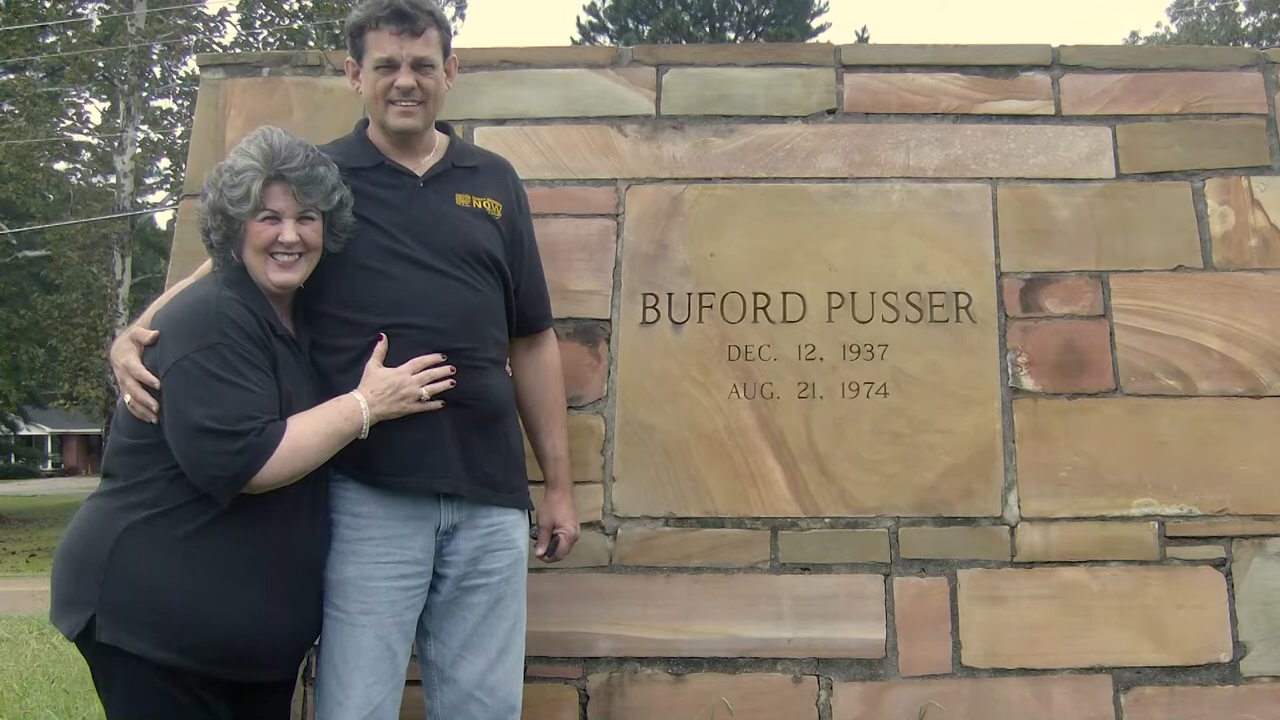 NOW
BUFORD PUSSER
DEC. 12, 1937
AUG. 21, 1974